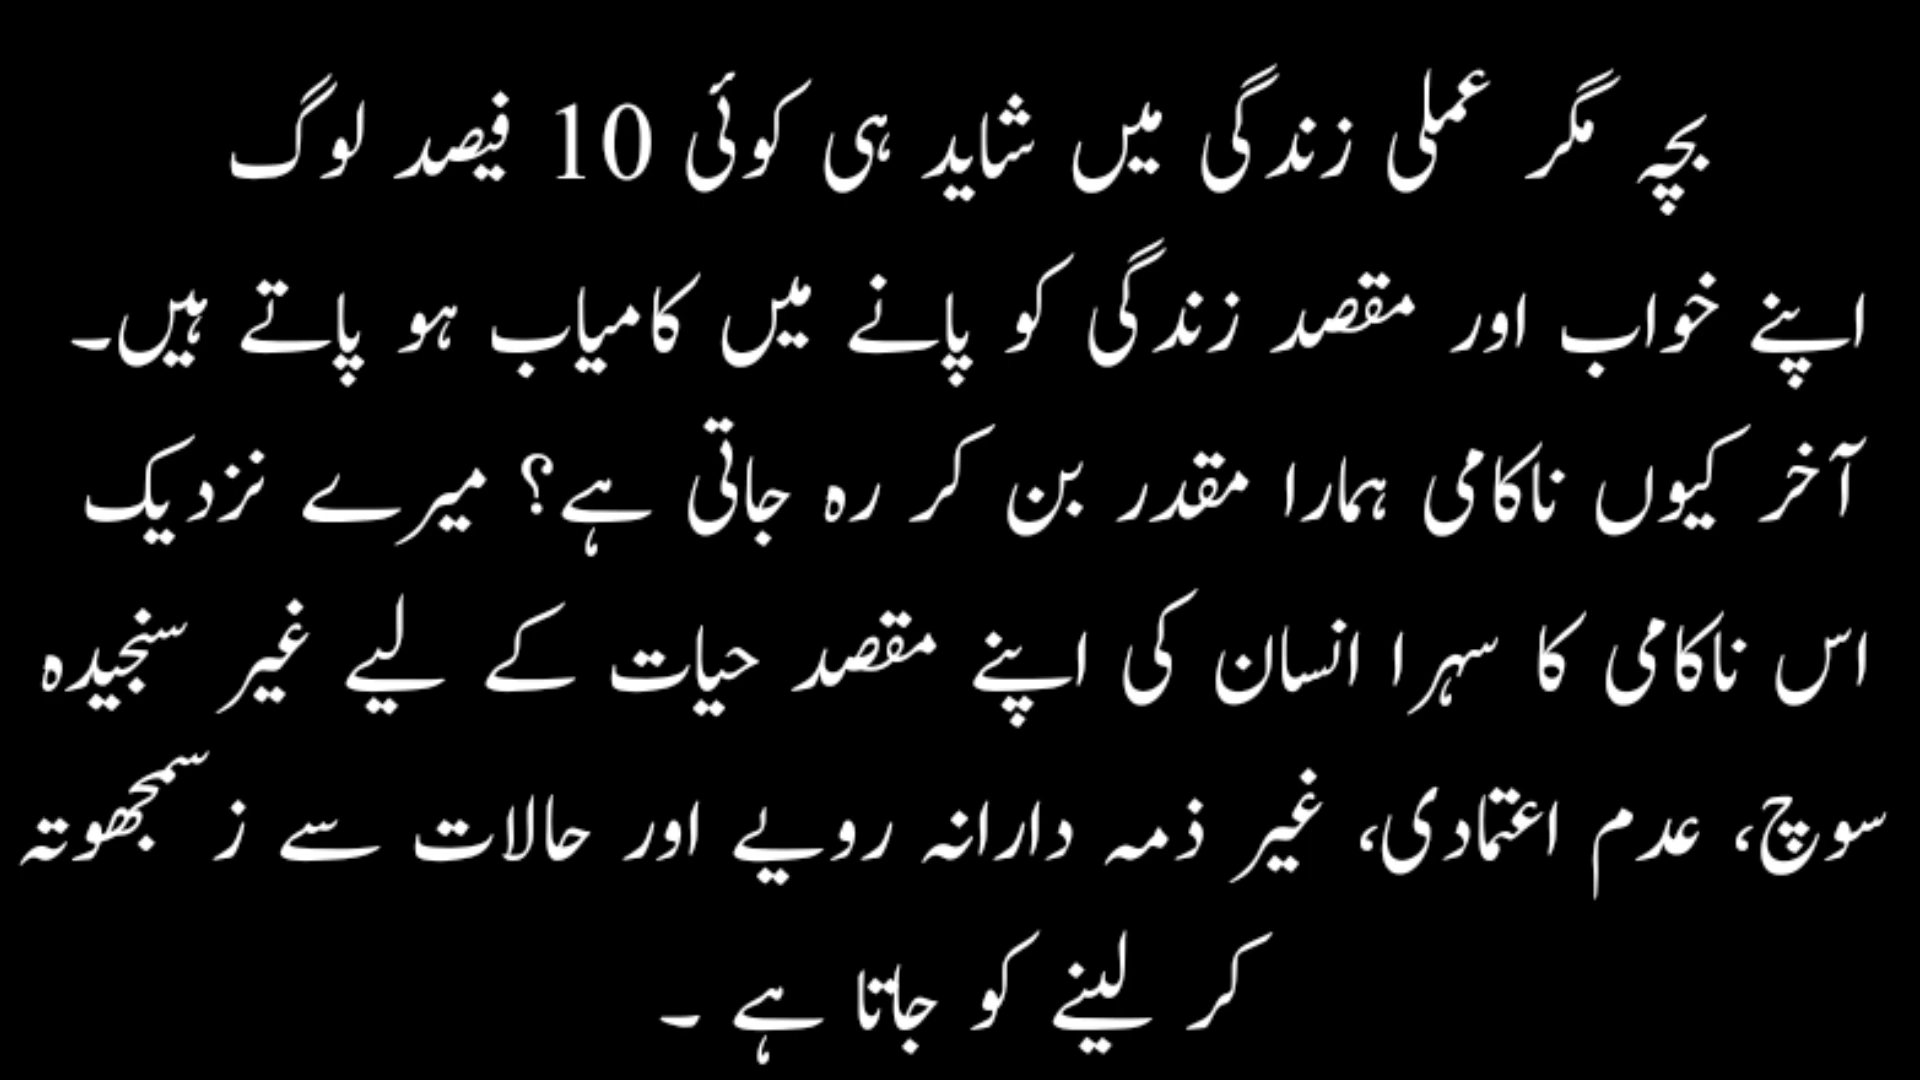 بچہ مگر عملی زندگی میں شاید ہی کوئی 10 فیصد لوگ
اپنے خواب اور مقصد زندگی کو پانے میں کامیاب ہو پاتے ہیں۔
آخر کیوں ناکامی ہمارا مقدر بن کر رہ جاتی ہے؟ میرے نزدیک
اس ناکامی کا سہرا انسان کی اپنے مقصد حیات کے لیے غیر سنجیدہ
سوچ، عدم اعتمادی، غیر ذمہ دارانہ رویے اور حالات سے ز سمجھوتہ
کر لینے کو جاتا ہے ۔